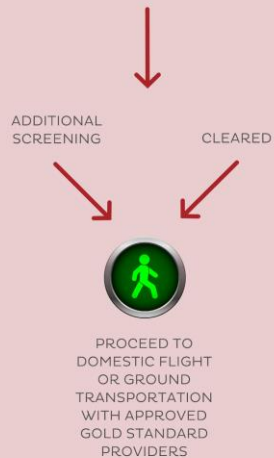 ADDITIONAL
SCREENING
CLEARED
PROCEED TO
DOMESTIC FLIGHT
OR GROUND
TRANSPORTATION
WITH APPROVED
GOLD STANDARD
PROVIDERS